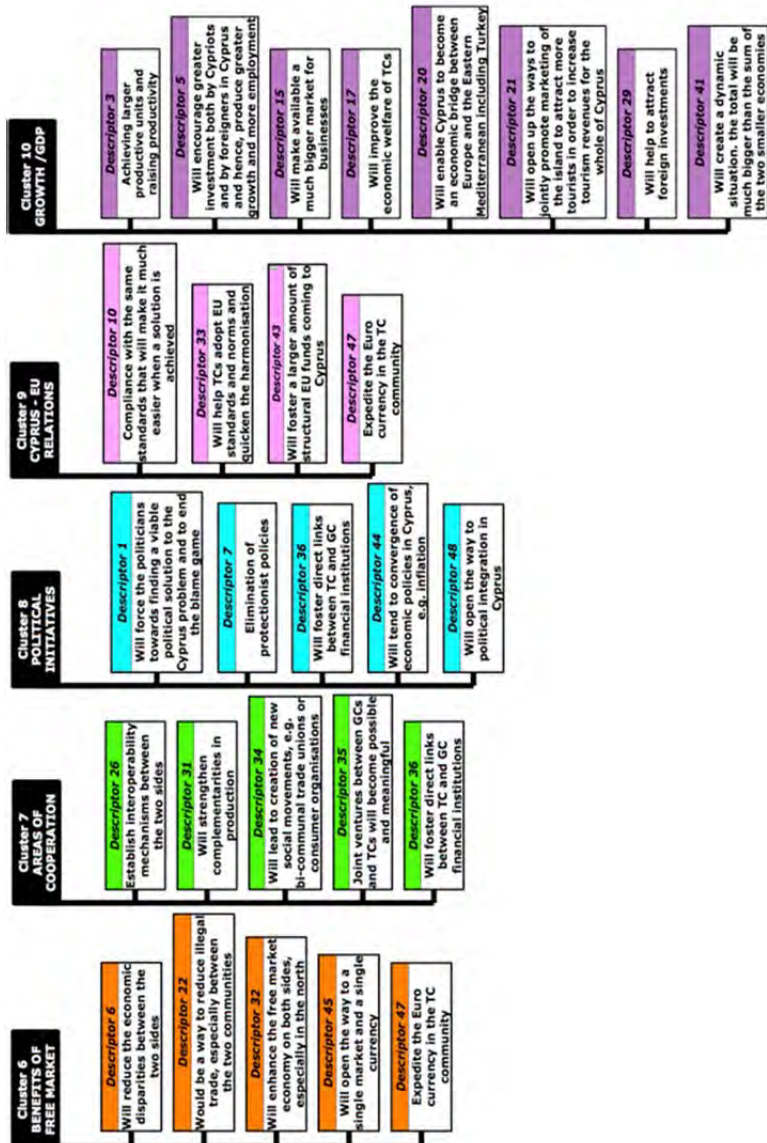 Cluster 6
BENEFITS OF
FREE MARKET
Descriptor 6
Will reduce the economic
disparities between the
two sides
Descriptor 22
Would be a way to reduce illegal
trade, especially between
the two communities
Descriptor 32
Will enhance the free market
economy on both sides,
especially in the north
Descriptor 45
Will open the way to a
single market and a single
currency
Descriptor 47
Expedite the Euro
currency in the TC
community
Cluster 7
AREAS OF
COOPERATION
Descriptor 26
Establish interoperability
mechanisms between
the two sides
Descriptor 31
Will strengthen
complementarities in
production
Descriptor 34
Will lead to creation of new
social movements, e.g.
bi-communal trade unions or
consumer organisations
Descriptor 35
Joint ventures between GCs
and TCs will become possible
and meaningful
Descriptor 36
Will foster direct links
between TC and GC
financial institutions
Cluster 8
POLITICAL
INITIATIVES
Descriptor 1
Will force the politicians
towards finding a viable
political solution to the
Cyprus problem and to end
the blame game
Descriptor 7
Elimination of
protectionist policies
Descriptor 36
Will foster direct links
between TC and GC
financial institutions
Descriptor 44
Will tend to convergence of
economic policies in Cyprus,
e.g. inflation
Descriptor 48
Will open the way to
political integration in
Cyprus
Cluster 9
CYPRUS - EU
RELATIONS
Descriptor 10
Compliance with the same
standards that will make it much
easier when a solution is
achieved
Descriptor 33
Will help TCs adopt EU
standards and norms and
quicken the harmonisation
Descriptor 43
Will foster a larger amount of
structural EU funds coming to
Cyprus
Descriptor 47
Expedite the Euro
currency in the TC
community
Cluster 10
GROWTH /GDP
Descriptor 3
Achieving larger
productive units and
raising productivity
Descriptor 5
Will encourage greater
investment both by Cypriots
and by foreigners in Cyprus
and hence, produce greater
growth and more employment
Descriptor 15
Will make available a
much bigger market for
businesses
Descriptor 17
Will improve the
economic welfare of TCs
Descriptor 20
Will enable Cyprus to become
an economic bridge between
Europe and the Eastern
Mediterranean including Turkey
Descriptor 21
Will open up the ways to
jointly promote marketing of
the island to attract more
tourists in order to increase
tourism revenues for the
whole of Cyprus
Descriptor 29
Will help to attract
foreign investments
Descriptor 41
Will create a dynamic
situation. the total will be
much bigger than the sum of
the two smaller economies